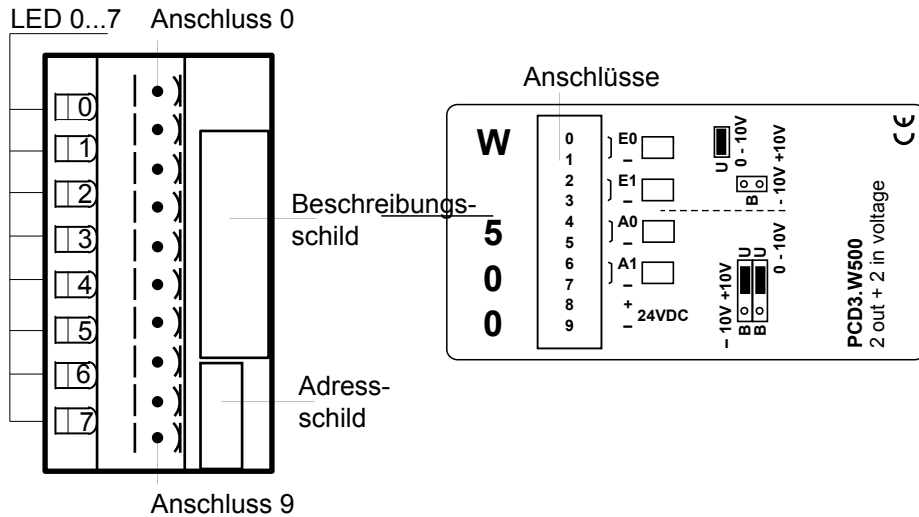 LED 0...7
Anschluss 0
0
1
2
3
4
5
6
7
Beschreibungs-
schild
Adress-
schild
Anschluss 9
Anschlüsse
W
5
0
0
0
1
2
3
4
5
6
7
8
9
E0
–
E1
–
A0
–
A1
–
+
–
24VDC
U
0 - 10V
B
- 10V +10V
– 10V +10V
B U
B U
0 - 10V
PCD3.W500
2 out + 2 in voltage
CE